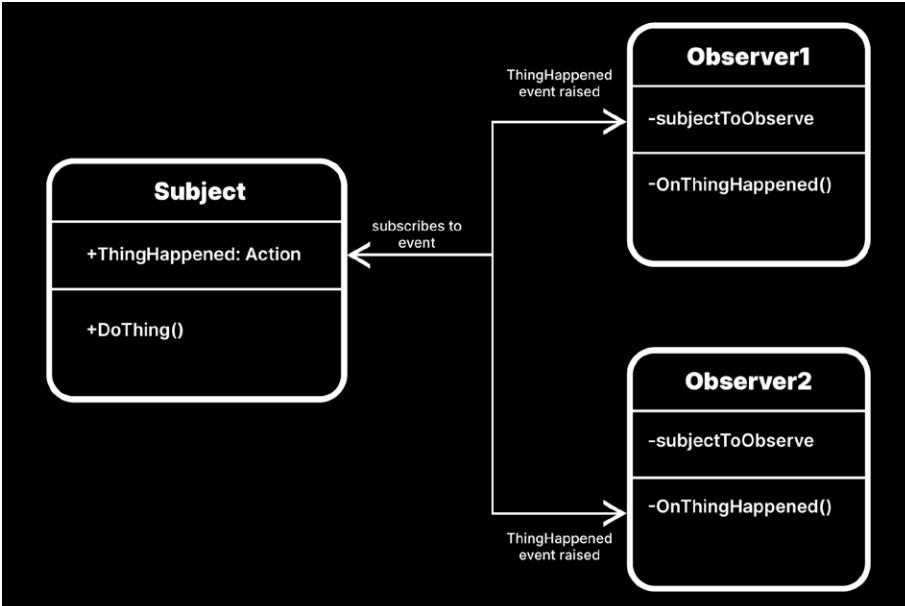 Subject
+ThingHappened: Action
+DoThing()
subscribes to
event
ThingHappened
event raised
Observer1
-subjectToObserve
-OnThingHappened()
Observer2
-subjectToObserve
-OnThingHappened()
ThingHappened
event raised